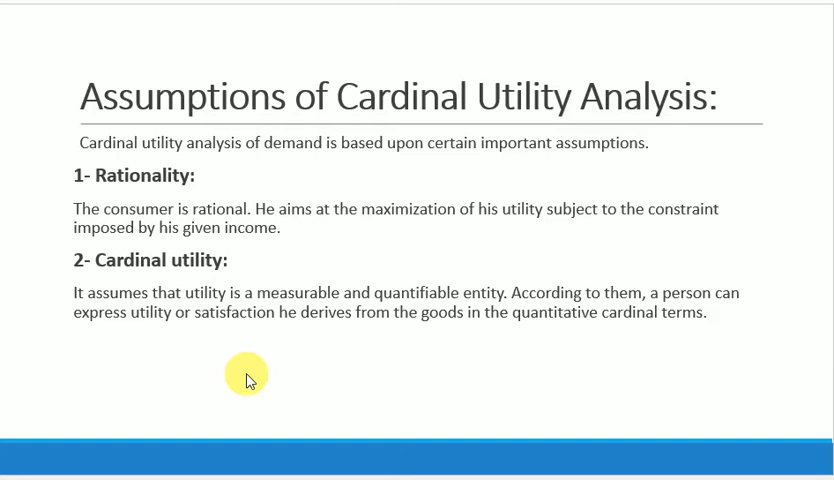 Assumptions of Cardinal Utility Analysis:
Cardinal utility analysis of demand is based upon certain important assumptions.
1- Rationality:
The consumer is rational. He aims at the maximization of his utility subject to the constraint
imposed by his given income.
2- Cardinal utility:
It assumes that utility is a measurable and quantifiable entity. According to them, a person can
express utility or satisfaction he derives from the goods in the quantitative cardinal terms.